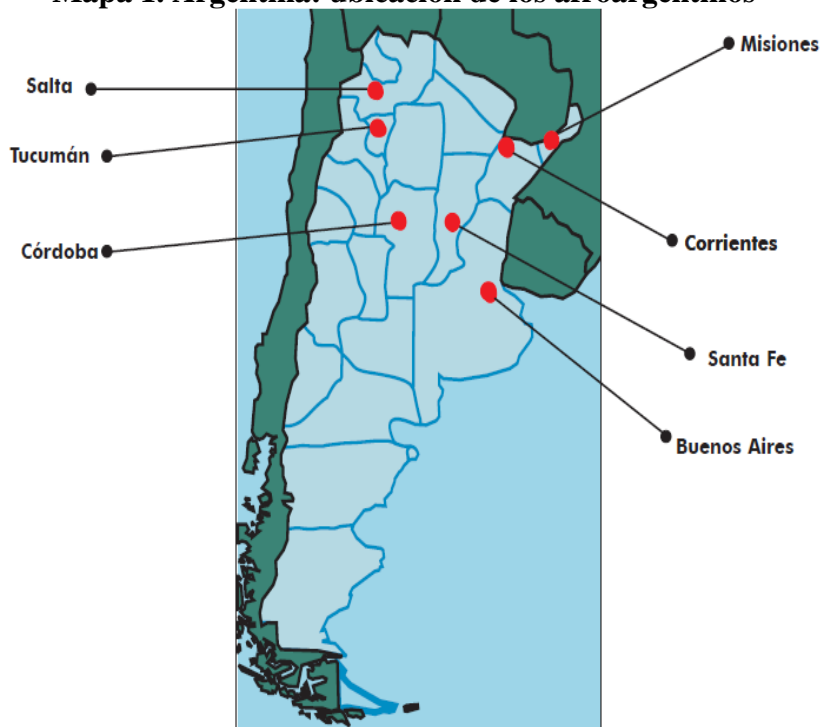 Mapa 1. Argentina: ubicación de los afroargentinos
Misiones
Salta
Tucumán
Corrientes
Córdoba
Santa Fe
Buenos Aires